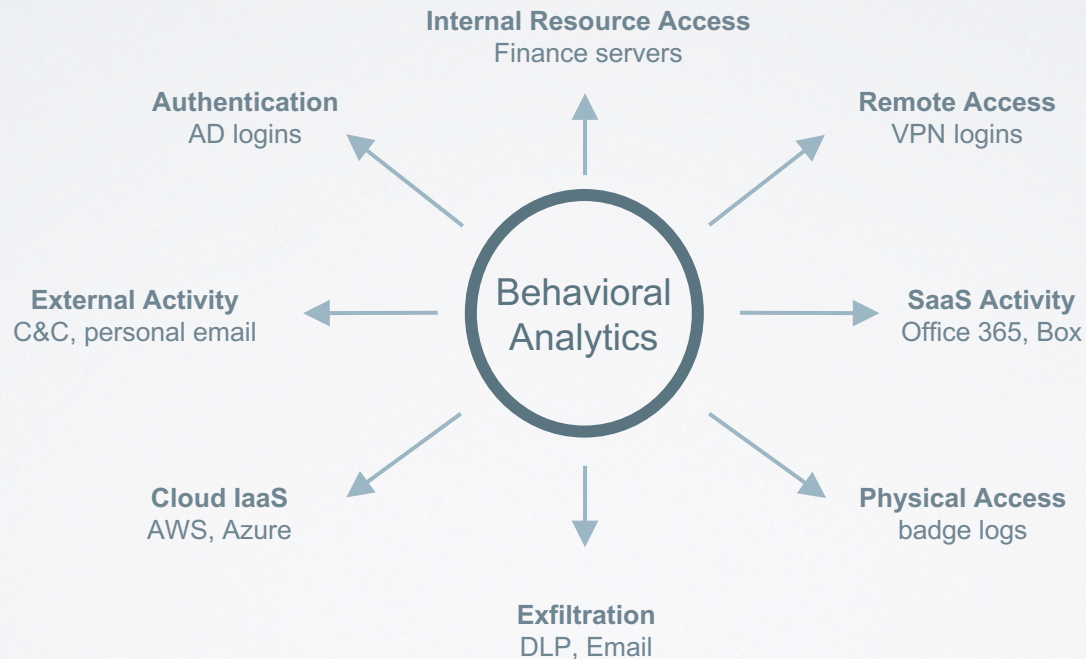 Internal Resource Access
Finance servers
Authentication
AD logins
Remote Access
VPN logins
External Activity
C&C, personal email
Behavioral
Analytics
SaaS Activity
Office 365, Box
Cloud IaaS
AWS, Azure
Physical Access
badge logs
Exfiltration
DLP, Email